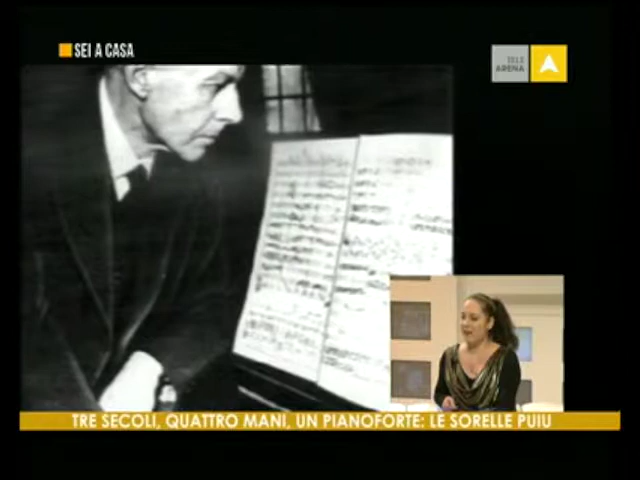 SEI A CASA
TELE
ARENA
TRE SECOLI, QUATTRO MANI, UN PIANOFORTE: LE SORELLE PUIU